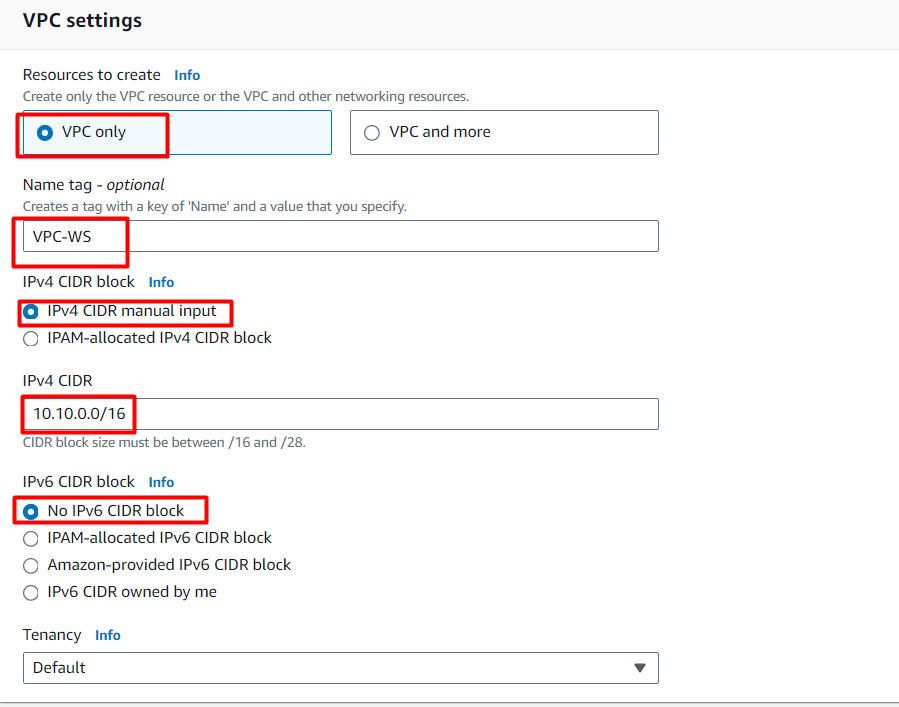 VPC settings
Resources to create Info
Create only the VPC resource or the VPC and other networking resources.
VPC only VPC and more
Name tag - optional
Creates a tag with a key of 'Name' and a value that you specify.
VPC-WS
IPv4 CIDR block Info
IPv4 CIDR manual input
IPAM-allocated IPv4 CIDR block
IPv4 CIDR
10.10.0.0/16
CIDR block size must be between /16 and /28.
IPv6 CIDR block Info
No IPv6 CIDR block
IPAM-allocated IPv6 CIDR block
Amazon-provided IPv6 CIDR block
IPv6 CIDR owned by me
Tenancy Info
Default